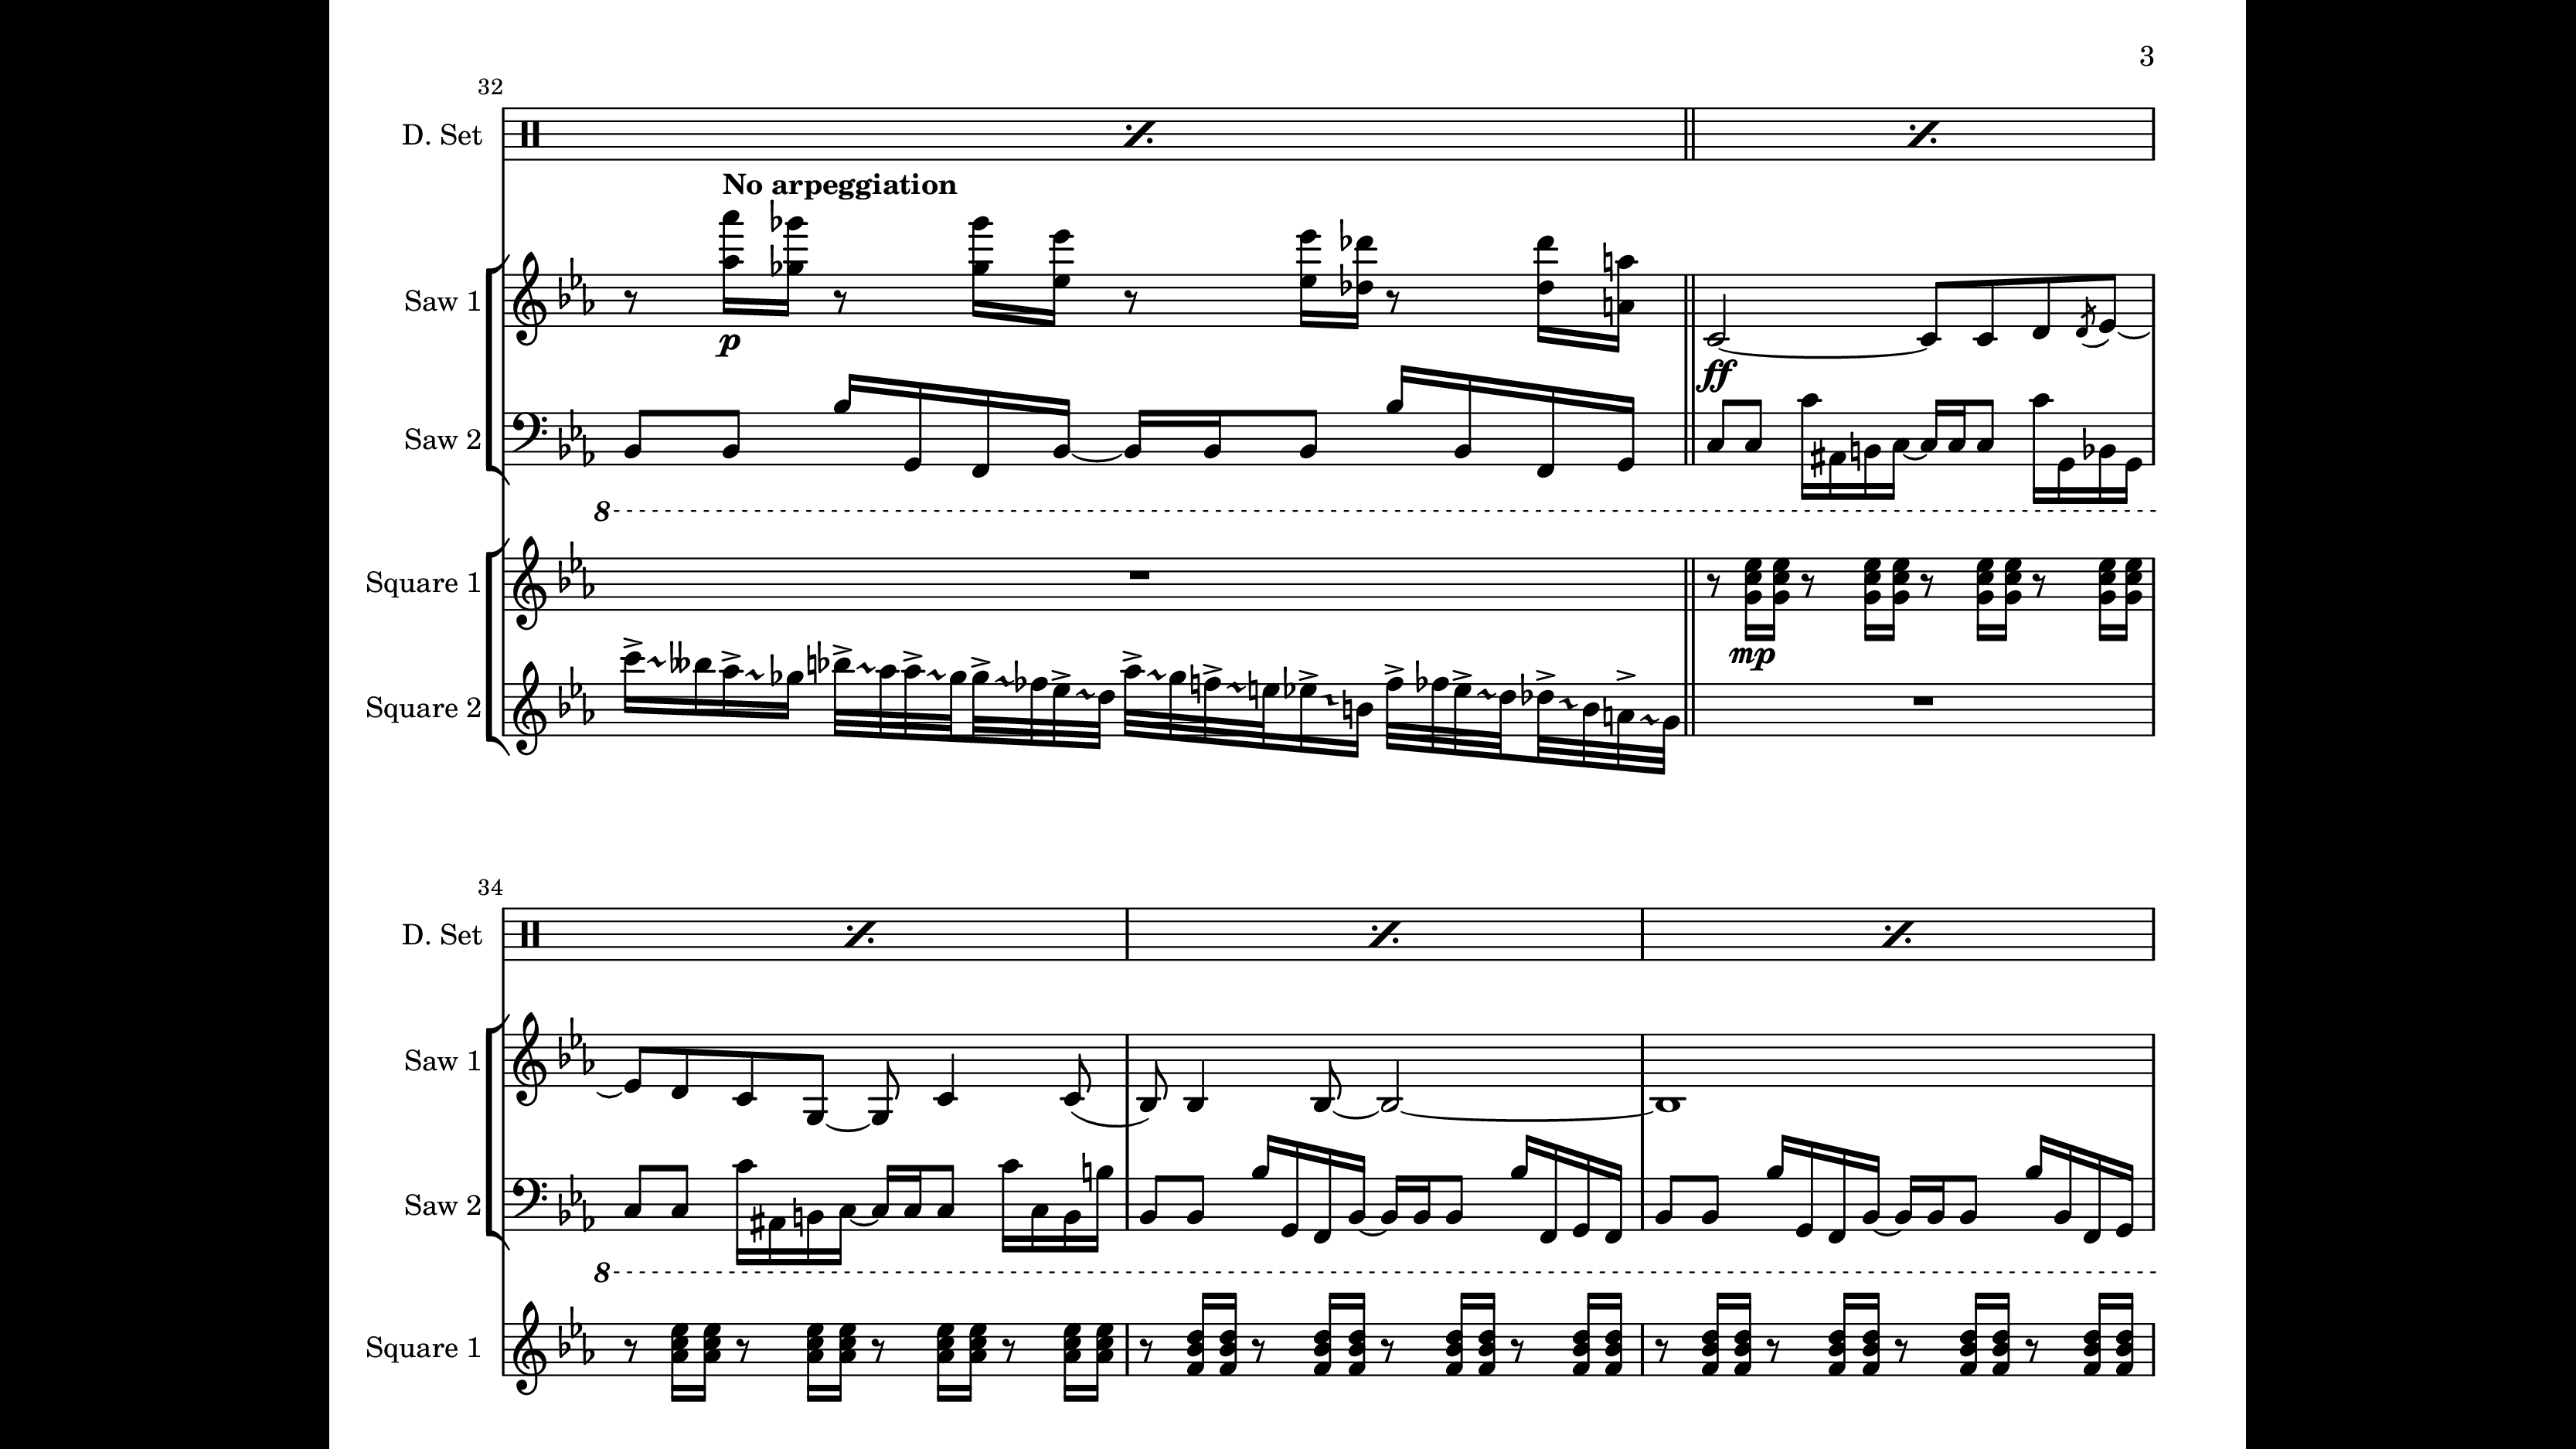 3
32
D. Set
No arpeggiation
Saw 1
p
ff
Saw 2
8
Square 1
mp
Square 2
34
D. Set
Saw 1
Saw 2
8
Square 1